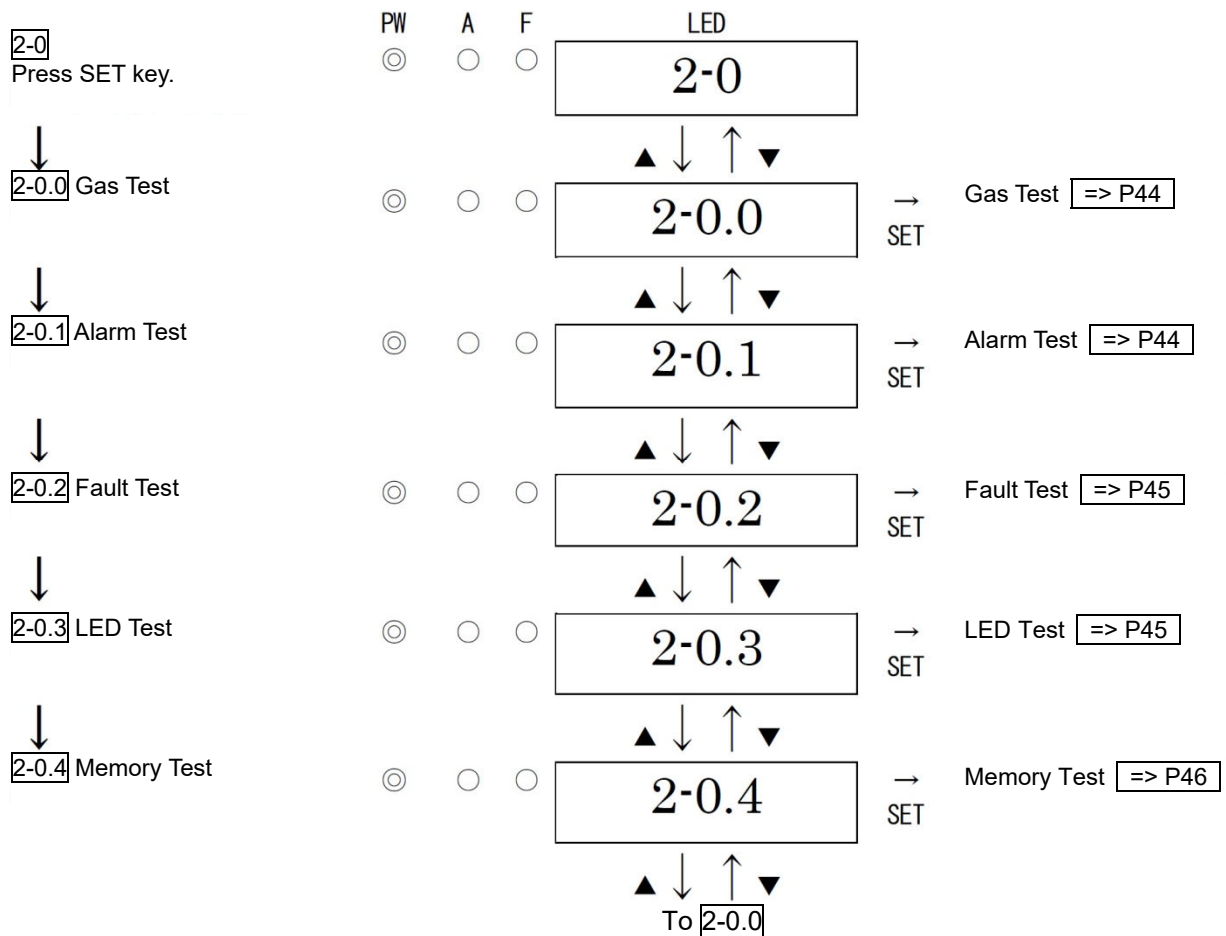 PW A F LED
2-0
Press SET key.
2-0
▲ ↓ ↑ ▼
↓
2-0.0 Gas Test
2-0.0
→ SET
Gas Test => P44
▲ ↓ ↑ ▼
↓
2-0.1 Alarm Test
2-0.1
→ SET
Alarm Test => P44
▲ ↓ ↑ ▼
↓
2-0.2 Fault Test
2-0.2
→ SET
Fault Test => P45
▲ ↓ ↑ ▼
↓
2-0.3 LED Test
2-0.3
→ SET
LED Test => P45
▲ ↓ ↑ ▼
↓
2-0.4 Memory Test
2-0.4
→ SET
Memory Test => P46
▲ ↓ ↑ ▼
To 2-0.0